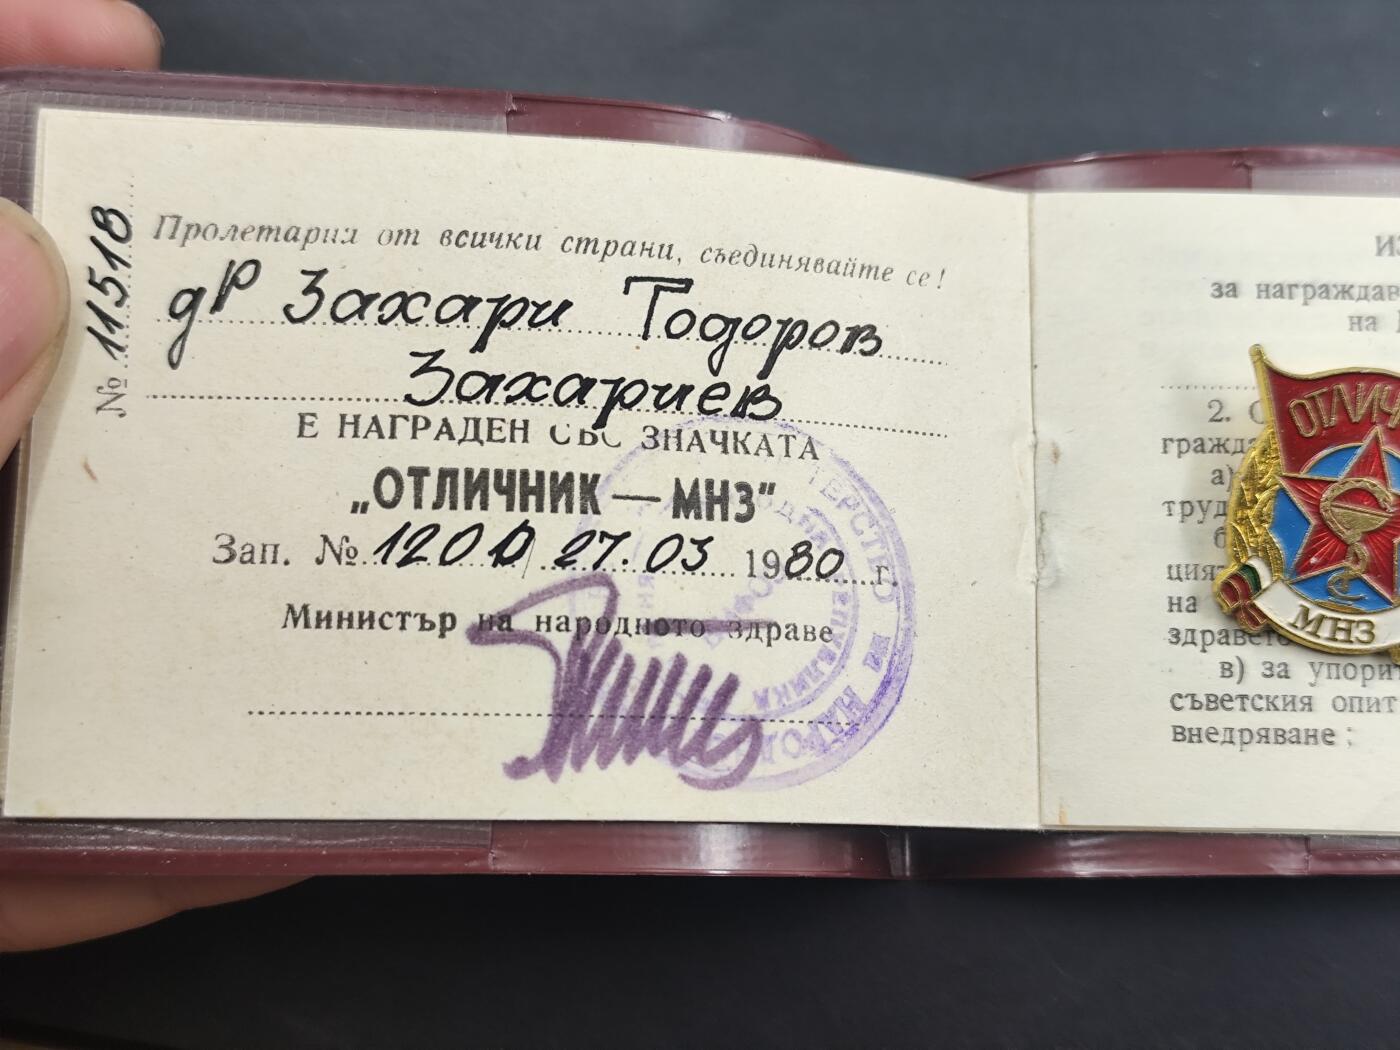 № 11518
Пролетарии от всички страни, съединявайте се!
др Захари Тодоров
Захариев
Е НАГРАДЕН СЪС ЗНАЧКАТА
„ОТЛИЧНИК — МНЗ“
Зап. № 1200/27.03 1980 г.
Министър на народното здраве
за награждав
на
2.
гражда
а)
труд
б
ция
на
здравето
в) за упорит
съветския опит
внедряване;
ОТЛИЧ
МНЗ